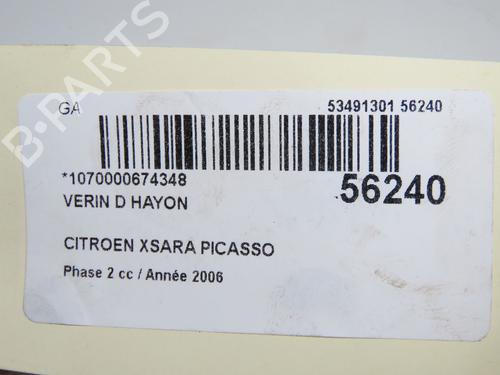 B-PARTS
GA 53491301 56240
*1070000674348 56240
VERIN D HAYON
CITROEN XSARA PICASSO
Phase 2 cc / Année 2006